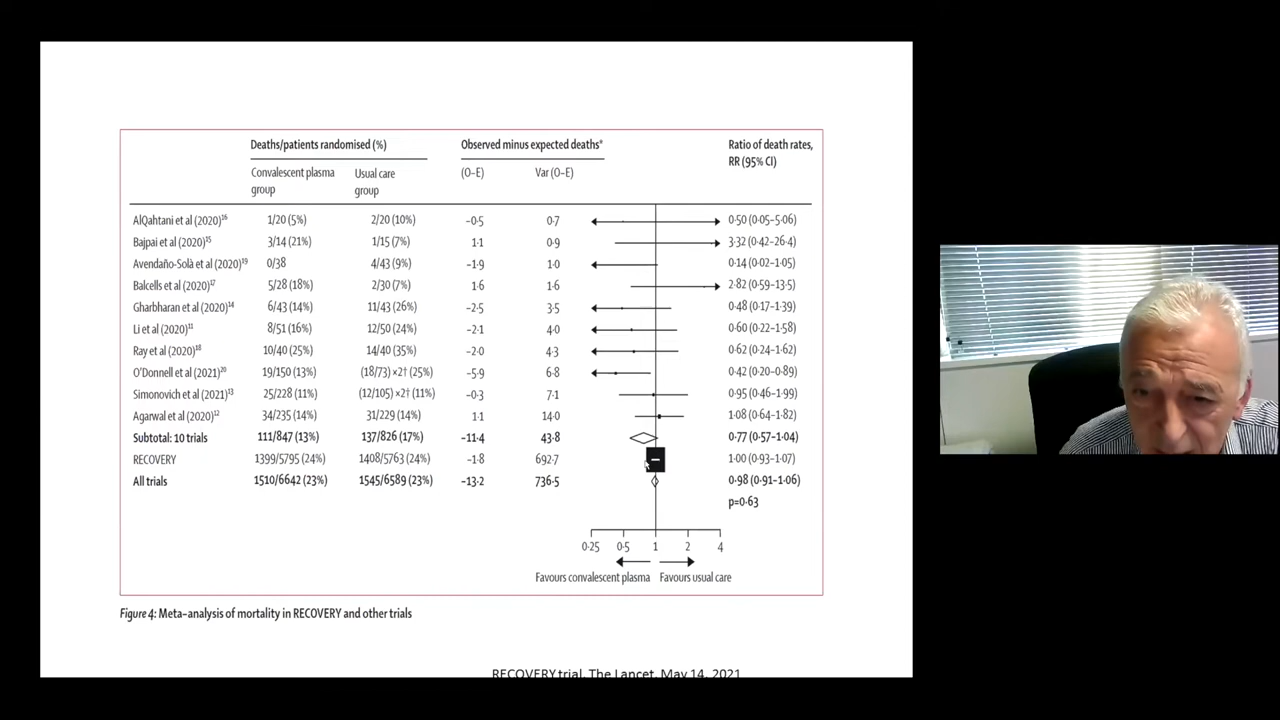 Deaths/patients randomised (%) Observed minus expected deaths* Ratio of death rates,
RR (95% CI)
Convalescent plasma Usual care (O–E) Var (O–E)
group group
AlQahtani et al (2020)¹⁶ 1/20 (5%) 2/20 (10%) –0·5 0·7 0·50 (0·05–5·06)
Bajpai et al (2020)¹⁵ 3/14 (21%) 1/15 (7%) 1·1 0·9 3·32 (0·42–26·4)
Avendaño-Solà et al (2020)¹⁹ 0/38 4/43 (9%) –1·9 1·0 0·14 (0·02–1·05)
Balcells et al (2020)¹⁷ 5/28 (18%) 2/30 (7%) 1·6 1·6 2·82 (0·59–13·5)
Gharbharan et al (2020)¹⁴ 6/43 (14%) 11/43 (26%) –2·5 3·5 0·48 (0·17–1·39)
Li et al (2020)¹¹ 8/51 (16%) 12/50 (24%) –2·1 4·0 0·60 (0·22–1·58)
Ray et al (2020)¹⁸ 10/40 (25%) 14/40 (35%) –2·0 4·3 0·62 (0·24–1·62)
O'Donnell et al (2021)²⁰ 19/150 (13%) (18/73) ×2† (25%) –5·9 6·8 0·42 (0·20–0·89)
Simonovich et al (2021)¹³ 25/228 (11%) (12/105) ×2† (11%) –0·3 7·1 0·95 (0·46–1·99)
Agarwal et al (2020)¹² 34/235 (14%) 31/229 (14%) 1·1 14·0 1·08 (0·64–1·82)
Subtotal: 10 trials 111/847 (13%) 137/826 (17%) –11·4 43·8 0·77 (0·57–1·04)
RECOVERY 1399/5795 (24%) 1408/5763 (24%) –1·8 692·7 1·00 (0·93–1·07)
All trials 1510/6642 (23%) 1545/6589 (23%) –13·2 736·5 0·98 (0·91–1·06)
p=0·63
0·25 0·5 1 2 4
Favours convalescent plasma Favours usual care
Figure 4: Meta-analysis of mortality in RECOVERY and other trials
RECOVERY trial, The Lancet, May 14, 2021